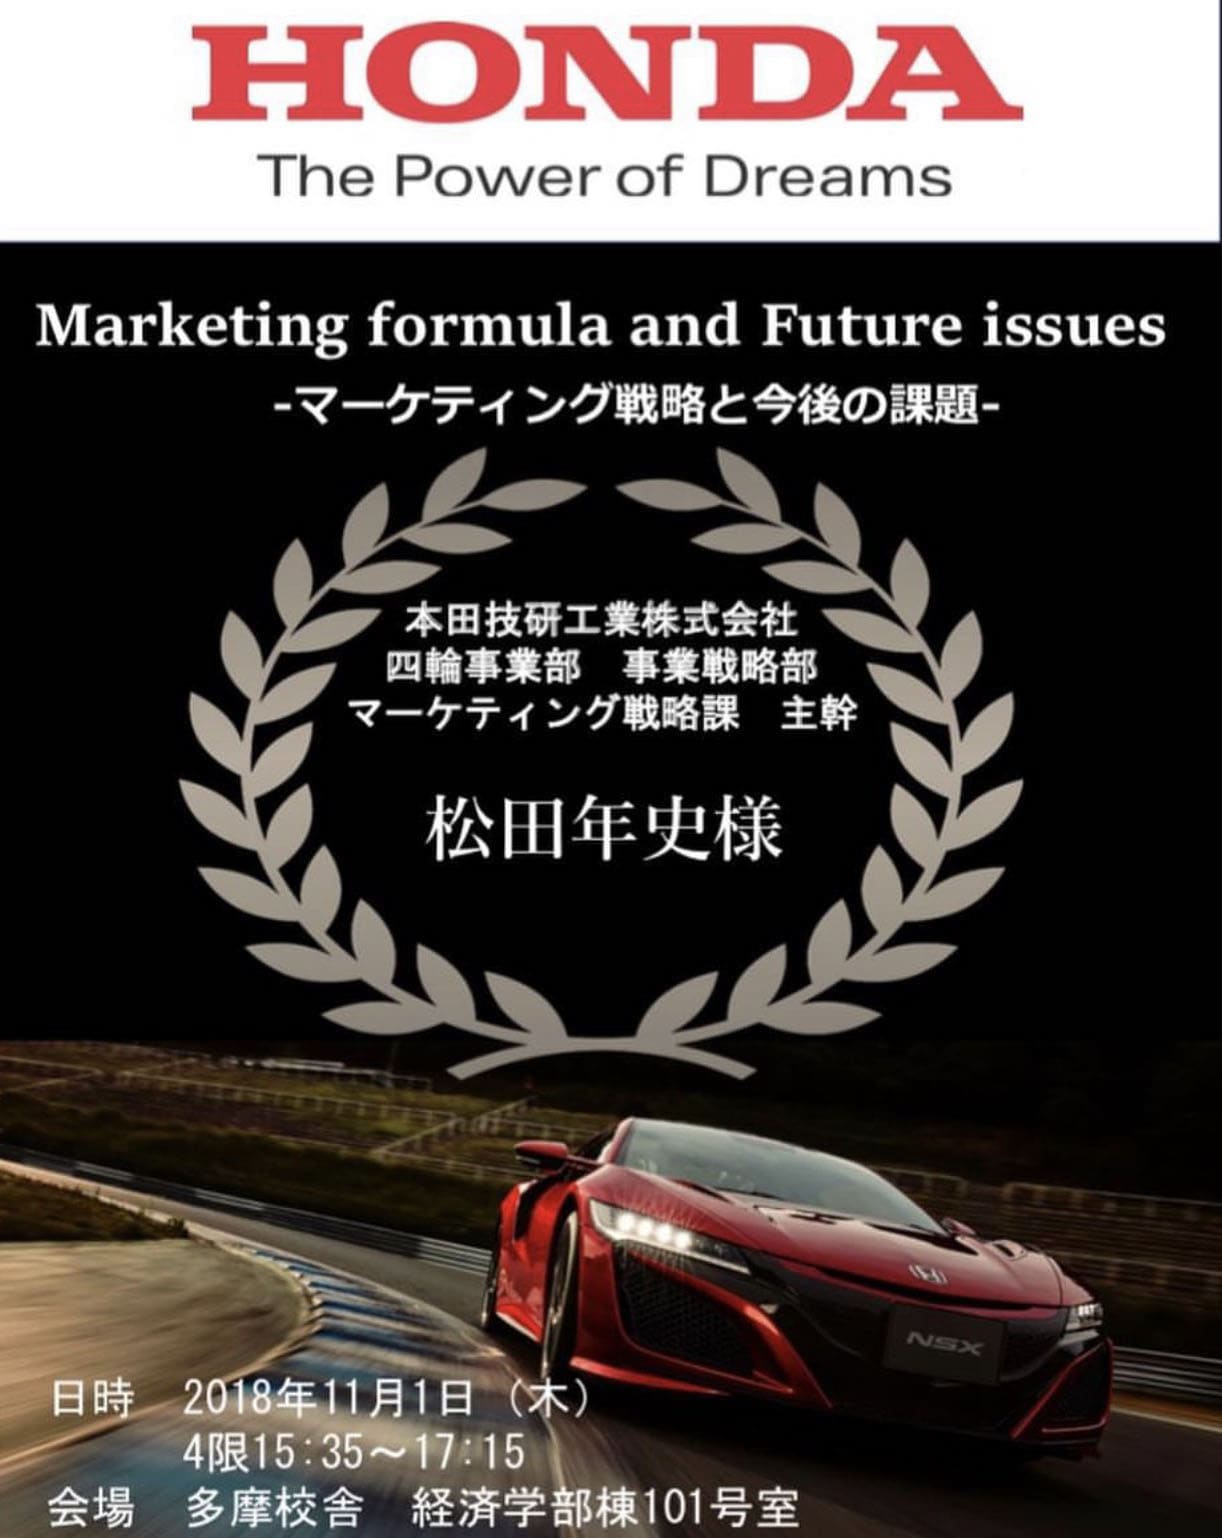 HONDA
The Power of Dreams
Marketing formula and Future issues
-マーケティング戦略と今後の課題-
本田技研工業株式会社
四輪事業部　事業戦略部
マーケティング戦略課　主幹
松田年史様
NSX
日時　2018年11月1日（木）
4限15:35～17:15
会場　多摩校舎　経済学部棟101号室